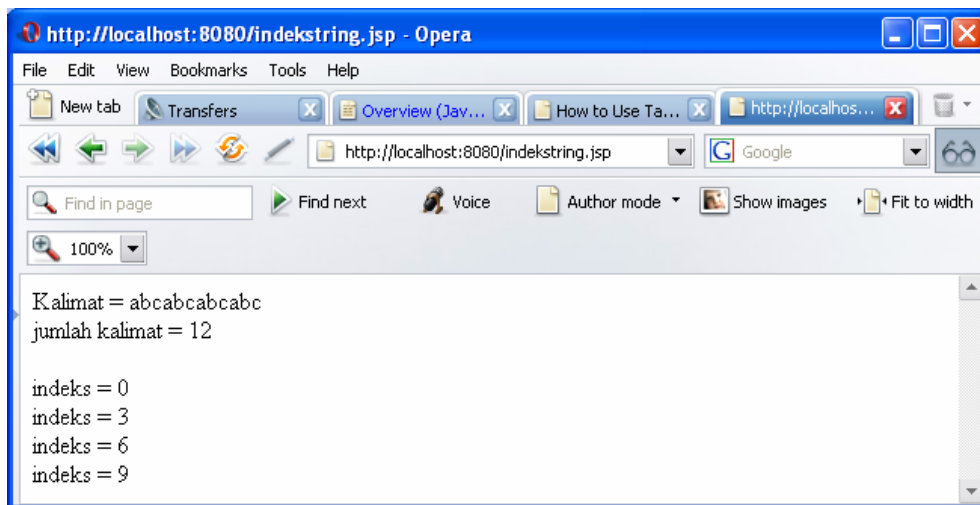 http://localhost:8080/indekstring.jsp - Opera
File Edit View Bookmarks Tools Help
New tab Transfers Overview (Jav... How to Use Ta... http://localhos...
http://localhost:8080/indekstring.jsp Google
Find in page Find next Voice Author mode Show images Fit to width
100%
Kalimat = abcabcabcabc
jumlah kalimat = 12
indeks = 0
indeks = 3
indeks = 6
indeks = 9